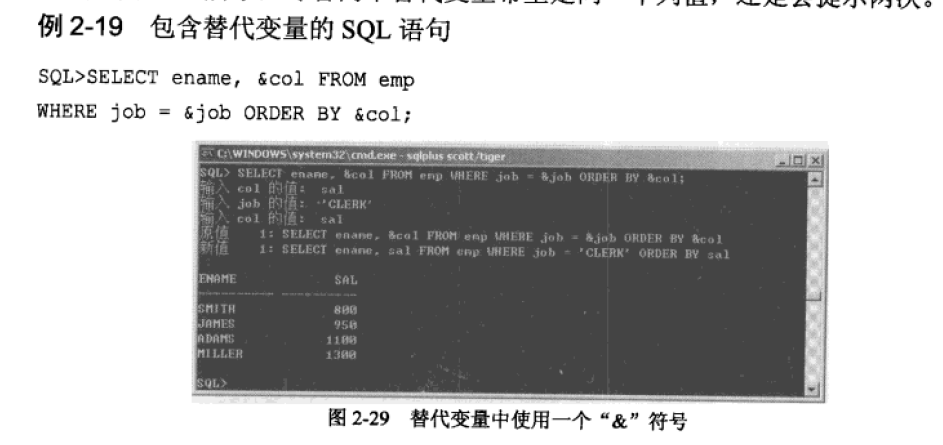 例 2-19 包含替代变量的 SQL 语句
SQL>SELECT ename, &col FROM emp
WHERE job = &job ORDER BY &col;
C:\WINDOWS\system32\cmd.exe - sqlplus scott/tiger
SQL> SELECT ename, &col FROM emp WHERE job = &job ORDER BY &col;
输入 col 的值: sal
输入 job 的值: 'CLERK'
输入 col 的值: sal
原值 1: SELECT ename, &col FROM emp WHERE job = &job ORDER BY &col
新值 1: SELECT ename, sal FROM emp WHERE job = 'CLERK' ORDER BY sal
ENAME SAL
SMITH 800
JAMES 950
ADAMS 1100
MILLER 1300
SQL>
图 2-29 替代变量中使用一个“&”符号